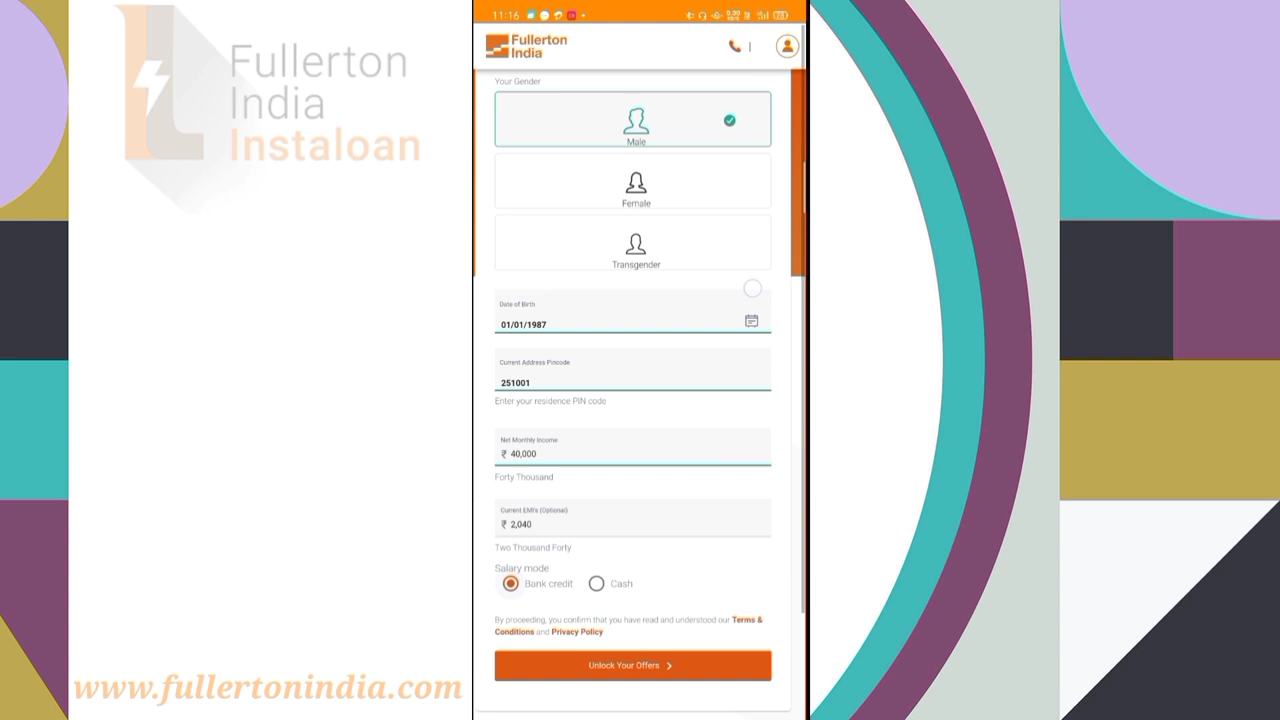 Fullerton
India
Instaloan
11:16
Fullerton
India
Your Gender
Male
Female
Transgender
Date of Birth
01/01/1987
Current Address Pincode
251001
Enter your residence PIN code
Net Monthly Income
₹ 40,000
Forty Thousand
Current EMI's (Optional)
₹ 2,040
Two Thousand Forty
Salary mode
Bank credit Cash
By proceeding, you confirm that you have read and understood our Terms &
Conditions and Privacy Policy
Unlock Your Offers
www.fullertonindia.com